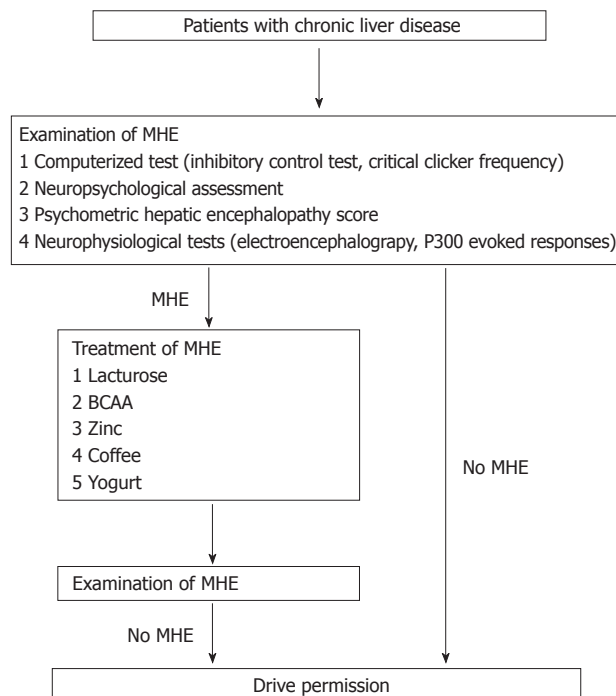 Patients with chronic liver disease
Examination of MHE
1 Computerized test (inhibitory control test, critical clicker frequency)
2 Neuropsychological assessment
3 Psychometric hepatic encephalopathy score
4 Neurophysiological tests (electroencephalograpy, P300 evoked responses)
MHE
Treatment of MHE
1 Lacturose
2 BCAA
3 Zinc
4 Coffee
5 Yogurt
No MHE
Examination of MHE
No MHE
Drive permission